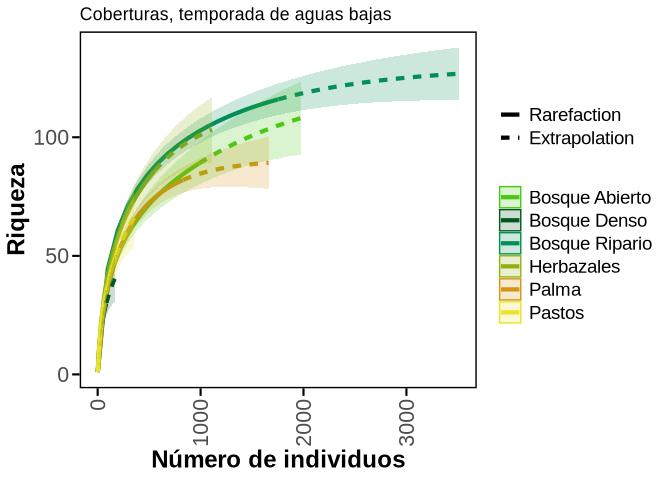 Coberturas, temporada de aguas bajas
Riqueza
100
50
0
0
1000
2000
3000
Número de individuos
Rarefaction
Extrapolation
Bosque Abierto
Bosque Denso
Bosque Ripario
Herbazales
Palma
Pastos